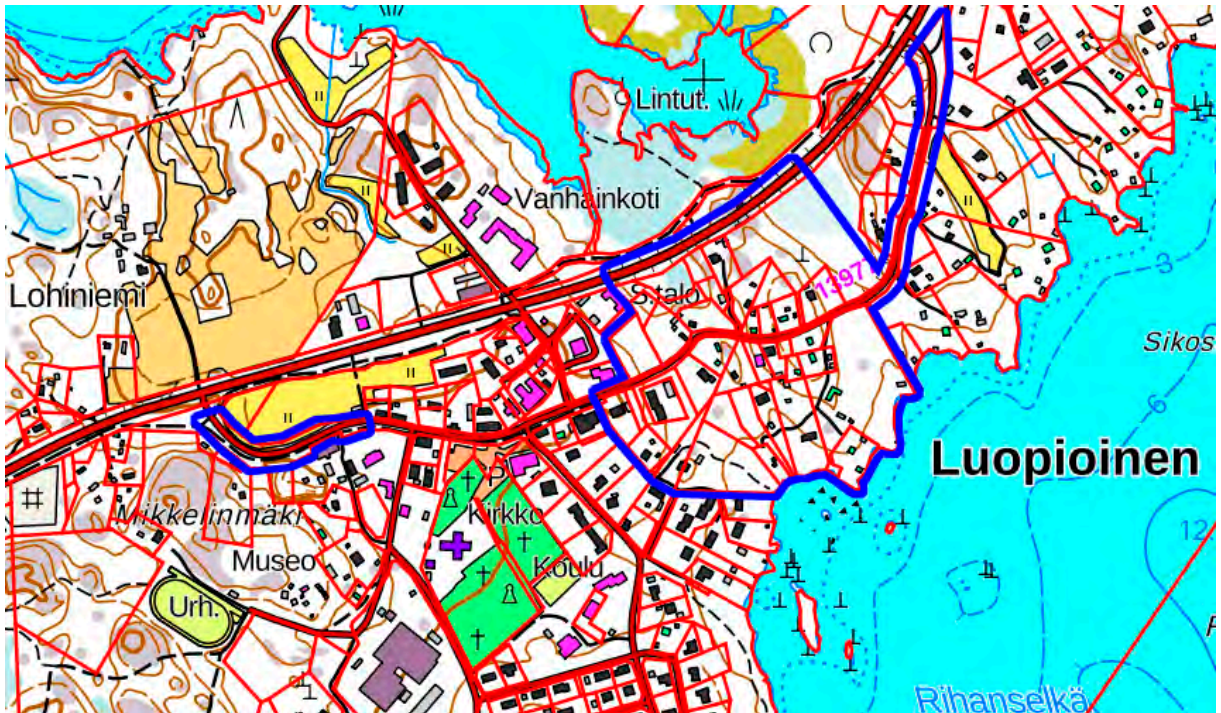 Lintut.
Vanhainkoti
Lohiniemi
S.talo
1397
3
Sikos
6
Luopioinen
P
Kirkko
Mikkelinmäki
12
Museo
Koulu
Urh.
Rihanselkä